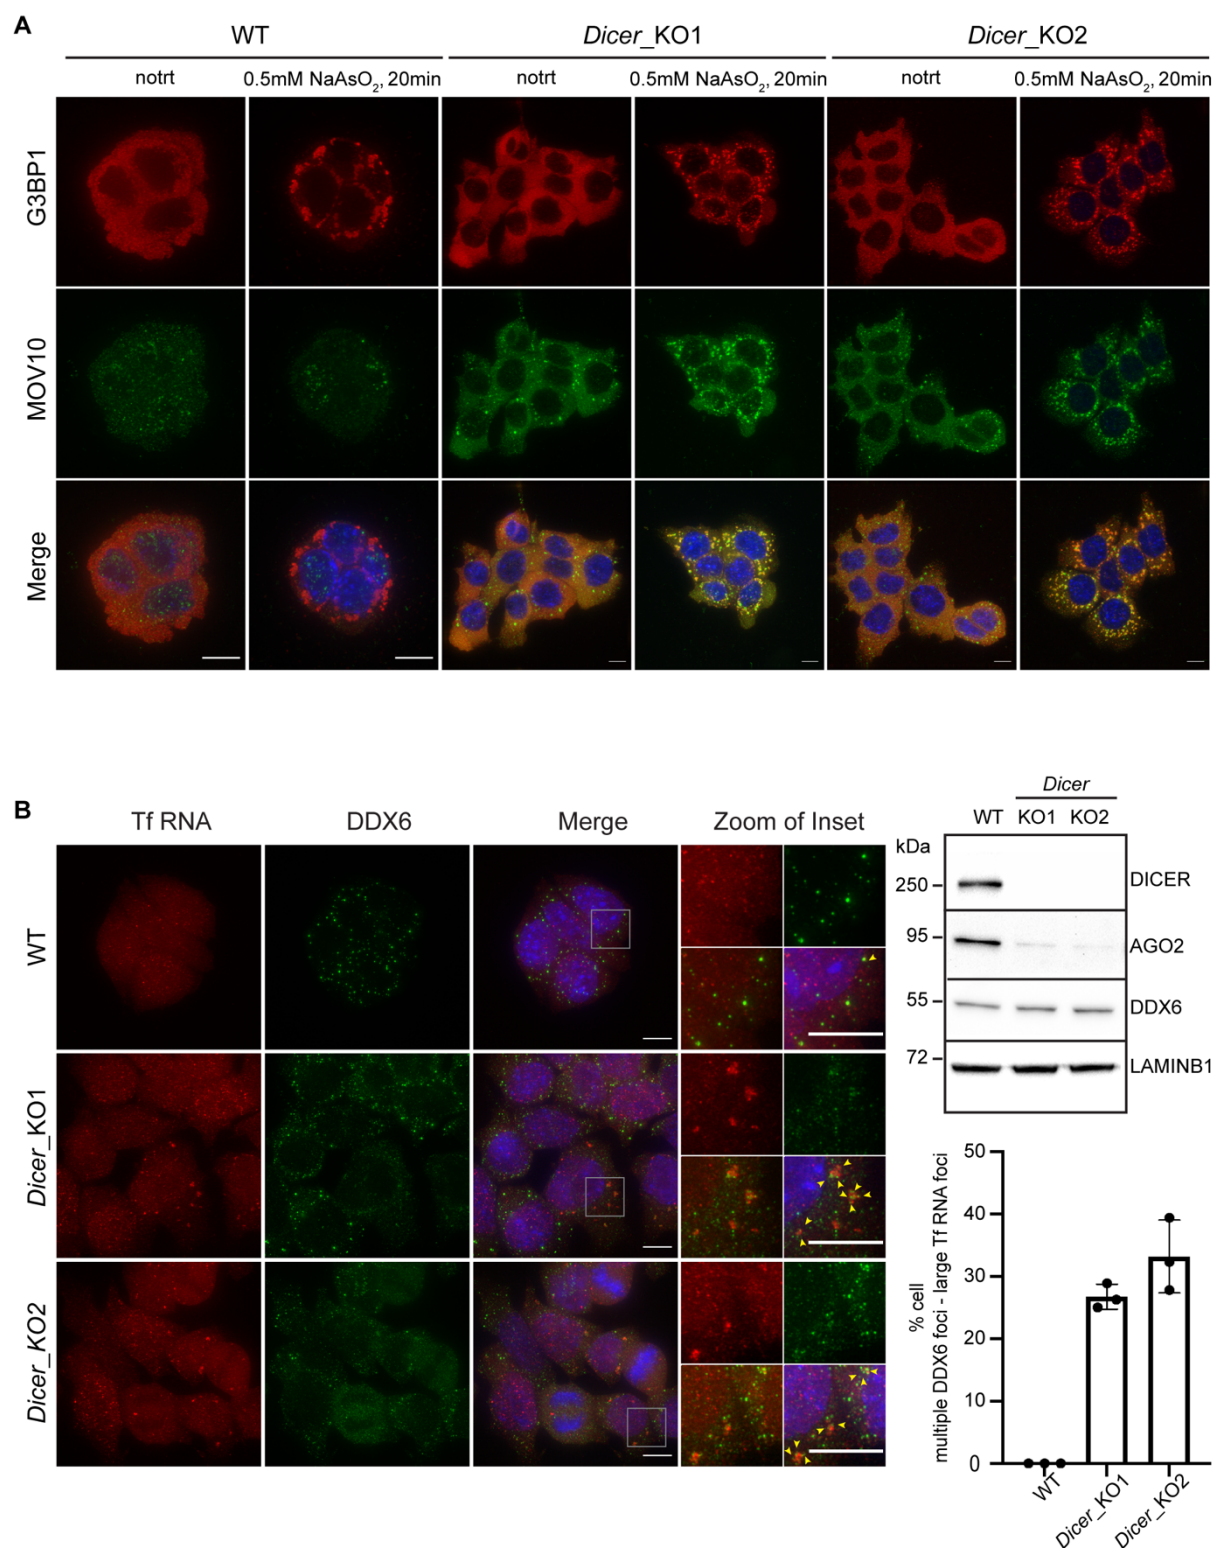 A
WT
Dicer_KO1
Dicer_KO2
notrt
0.5mM NaAsO₂, 20min
notrt
0.5mM NaAsO₂, 20min
notrt
0.5mM NaAsO₂, 20min
G3BP1
MOV10
Merge
B
Tf RNA
DDX6
Merge
Zoom of Inset
WT
Dicer_KO1
Dicer_KO2
Dicer
WT
KO1
KO2
kDa
250
DICER
95
AGO2
55
DDX6
72
LAMINB1
% cell
multiple DDX6 foci - large Tf RNA foci
50
40
30
20
10
0
WT
Dicer_KO1
Dicer_KO2